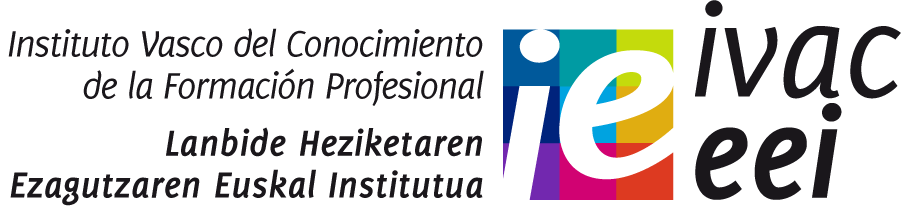 Instituto Vasco del Conocimiento
de la Formación Profesional
Lanbide Heziketaren
Ezagutzaren Euskal Institutua
ie
ivac
eei